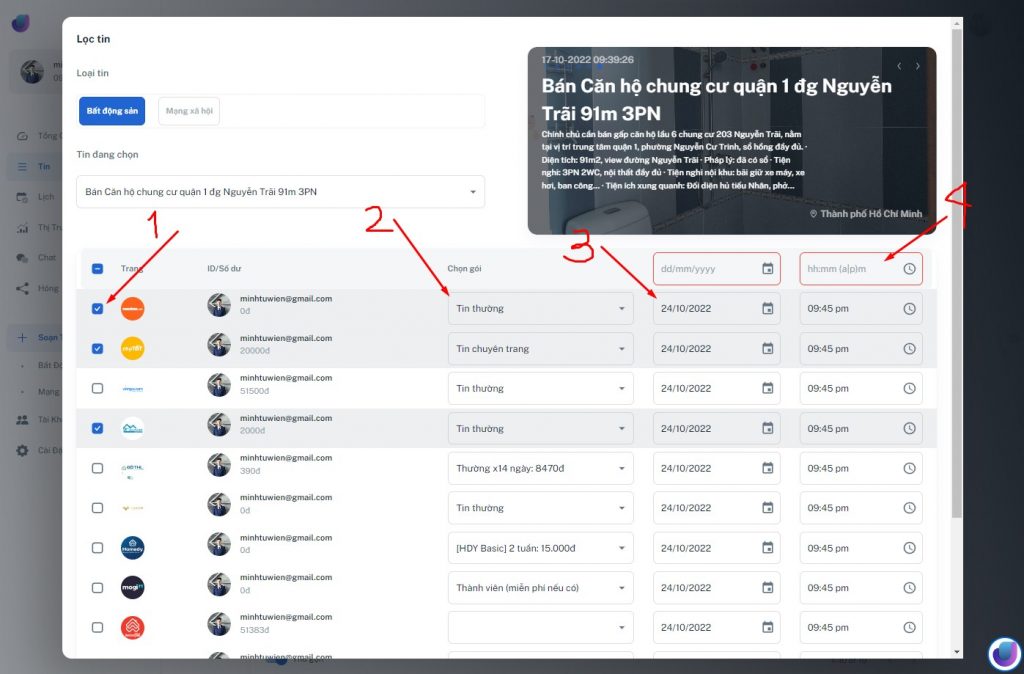 Lọc tin
Loại tin
Bất động sản
Mạng xã hội
Tin đang chọn
Bán Căn hộ chung cư quận 1 đg Nguyễn Trãi 91m 3PN
17-10-2022 09:39:26
Bán Căn hộ chung cư quận 1 đg Nguyễn
Trãi 91m 3PN
Chính chủ cần bán gấp căn hộ lầu 6 chung cư 203 Nguyễn Trãi, nằm
tại vị trí trung tâm quận 1, phường Nguyễn Cư Trinh, sổ hồng đầy đủ. ·
Diện tích: 91m2, view đường Nguyễn Trãi · Pháp lý: đã có sổ · Tiện
nghi: 3PN 2WC, nội thất đầy đủ · Tiện nghi nội khu: bãi giữ xe máy, xe
hơi, ban công... · Tiện ích xung quanh: Đối diện hủ tiếu Nhân, phở...
Thành phố Hồ Chí Minh
1
2
3
4
Trang ID/Số dư Chọn gói dd/mm/yyyy hh:mm (a|p)m
minhtuwien@gmail.com
0đ
Tin thường 24/10/2022 09:45 pm
minhtuwien@gmail.com
20000đ
Tin chuyên trang 24/10/2022 09:45 pm
minhtuwien@gmail.com
51500đ
Tin thường 24/10/2022 09:45 pm
minhtuwien@gmail.com
2000đ
Tin thường 24/10/2022 09:45 pm
minhtuwien@gmail.com
390đ
Thường x14 ngày: 8470đ 24/10/2022 09:45 pm
minhtuwien@gmail.com
0đ
Tin thường 24/10/2022 09:45 pm
Homedy
minhtuwien@gmail.com
0đ
[HDY Basic] 2 tuần: 15.000đ 24/10/2022 09:45 pm
mogi
minhtuwien@gmail.com
0đ
Thành viên (miễn phí nếu có) 24/10/2022 09:45 pm
minhtuwien@gmail.com
51383đ
24/10/2022 09:45 pm
minhtuwien@gmail.com
Tin
Lịch
Chat